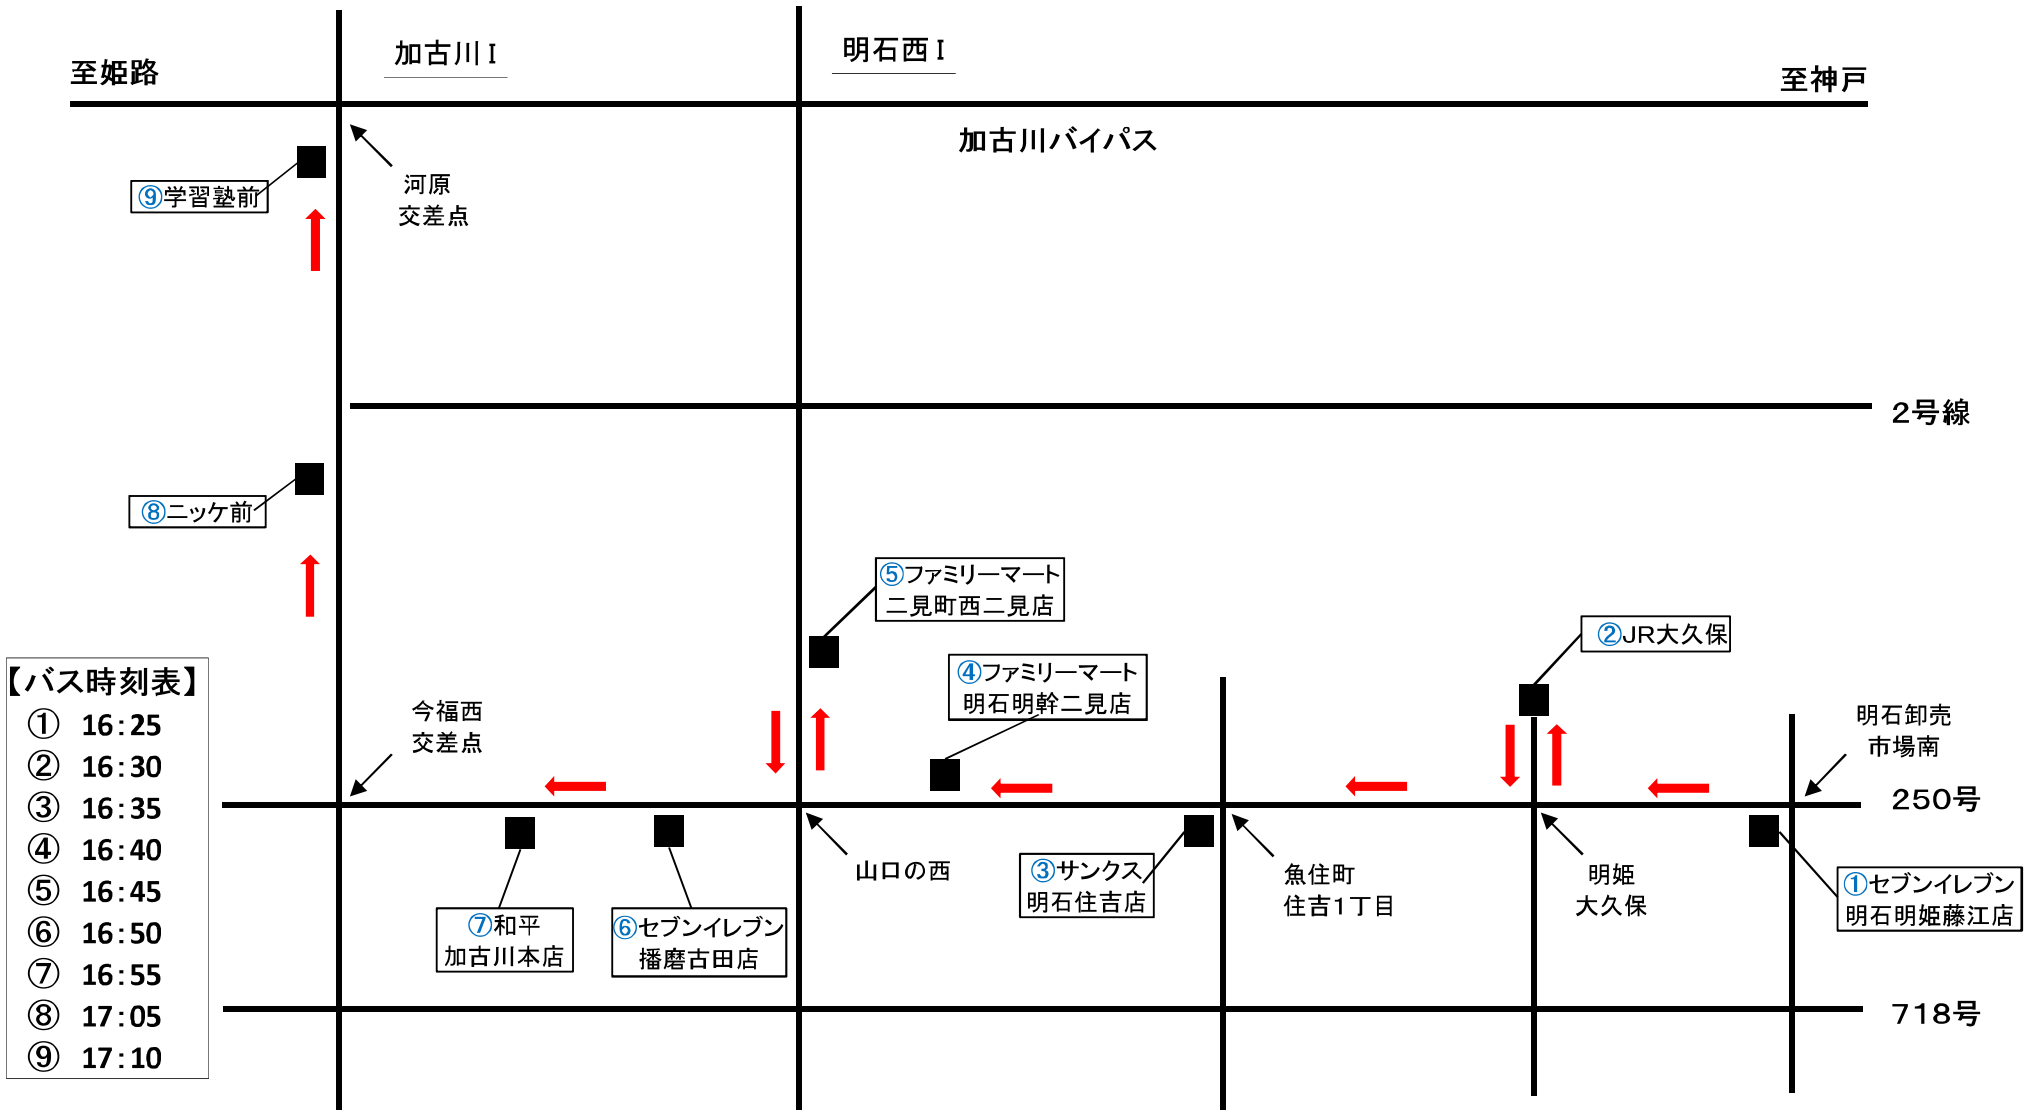 加古川I
明石西I
至姫路
至神戸
加古川バイパス
河原
交差点
⑨学習塾前
2号線
⑧ニッケ前
⑤ファミリーマート
二見町西二見店
②JR大久保
④ファミリーマート
明石明幹二見店
【バス時刻表】
① 16:25
② 16:30
③ 16:35
④ 16:40
⑤ 16:45
⑥ 16:50
⑦ 16:55
⑧ 17:05
⑨ 17:10
今福西
交差点
明石卸売
市場南
250号
山口の西
③サンクス
明石住吉店
魚住町
住吉1丁目
明姫
大久保
①セブンイレブン
明石明姫藤江店
⑦和平
加古川本店
⑥セブンイレブン
播磨古田店
718号